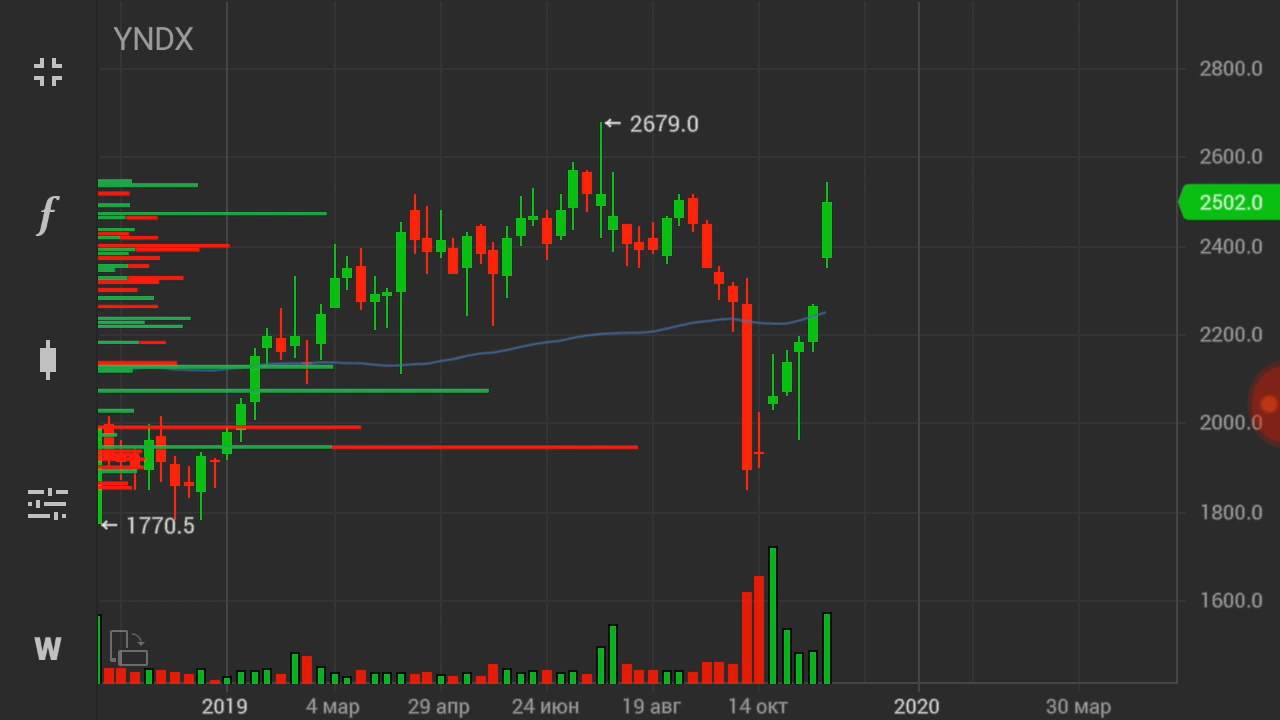 YNDX
2800.0
← 2679.0
2600.0
2502.0
2400.0
2200.0
2000.0
← 1770.5
1800.0
1600.0
f
W
2019
4 мар
29 апр
24 июн
19 авг
14 окт
2020
30 мар